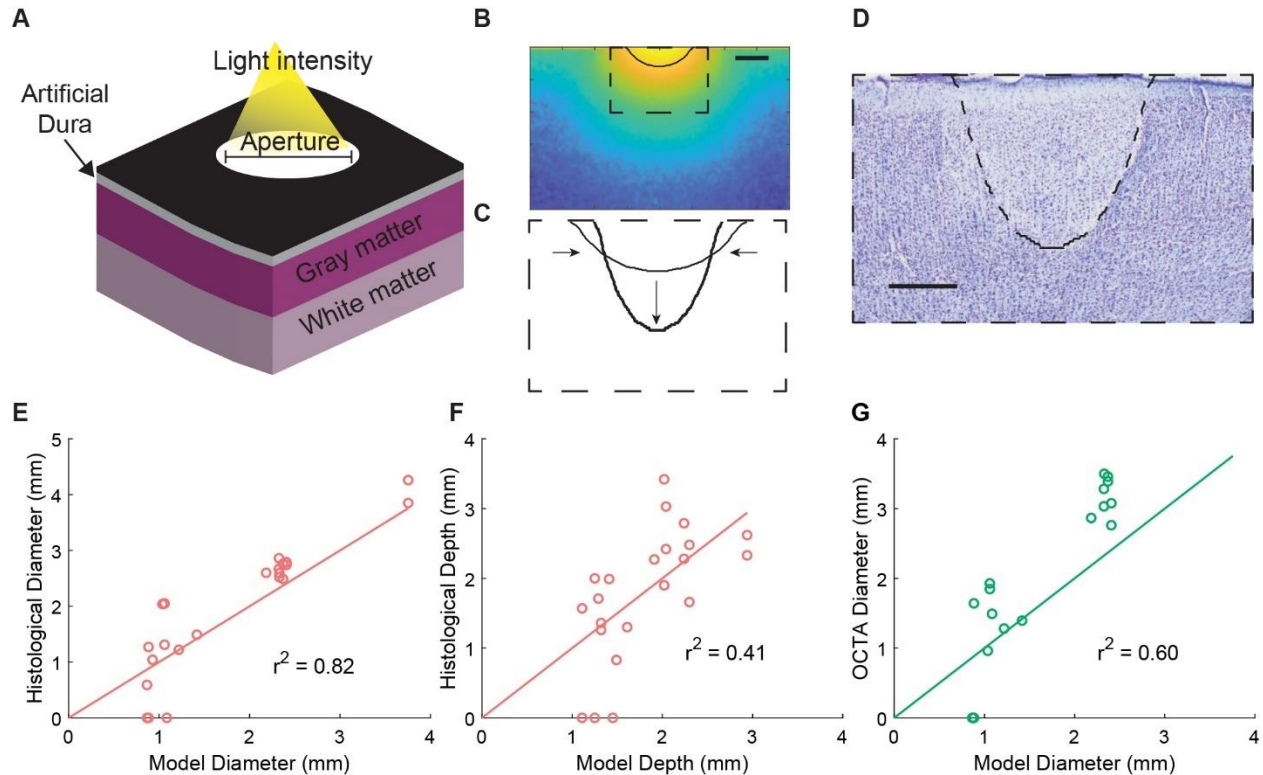 A
Light intensity
Artificial
Dura
Aperture
Gray matter
White matter
B
C
D
E
Histological Diameter (mm)
5
4
3
2
1
0
r² = 0.82
0 1 2 3 4
Model Diameter (mm)
F
Histological Depth (mm)
4
3
2
1
0
r² = 0.41
0 1 2 3 4
Model Depth (mm)
G
OCTA Diameter (mm)
4
3
2
1
0
r² = 0.60
0 1 2 3 4
Model Diameter (mm)